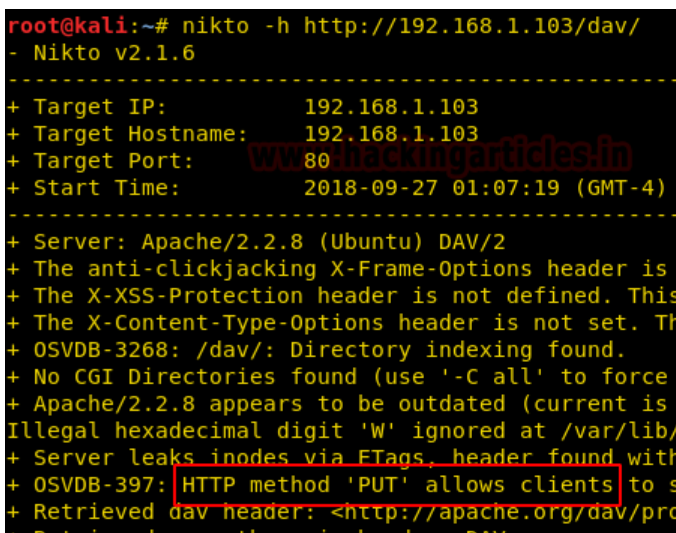 root@kali:~# nikto -h http://192.168.1.103/dav/
- Nikto v2.1.6
---------------------------------------------------------------
+ Target IP: 192.168.1.103
+ Target Hostname: 192.168.1.103
www.hackingarticles.in
+ Target Port: 80
+ Start Time: 2018-09-27 01:07:19 (GMT-4)
---------------------------------------------------------------
+ Server: Apache/2.2.8 (Ubuntu) DAV/2
+ The anti-clickjacking X-Frame-Options header is
+ The X-XSS-Protection header is not defined. This
+ The X-Content-Type-Options header is not set. Th
+ OSVDB-3268: /dav/: Directory indexing found.
+ No CGI Directories found (use '-C all' to force
+ Apache/2.2.8 appears to be outdated (current is
Illegal hexadecimal digit 'W' ignored at /var/lib/
+ Server leaks inodes via ETags, header found with
+ OSVDB-397: HTTP method 'PUT' allows clients to s
+ Retrieved dav header: <http://apache.org/dav/pro